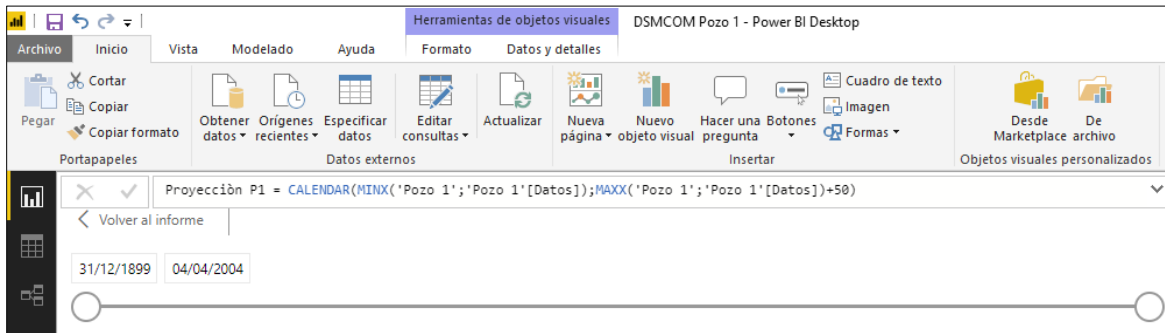 Herramientas de objetos visuales
DSMCOM Pozo 1 - Power BI Desktop
Archivo Inicio Vista Modelado Ayuda Formato Datos y detalles
Pegar
Cortar
Copiar
Copiar formato
Portapapeles
Obtener datos
Orígenes recientes
Especificar datos
Editar consultas
Actualizar
Datos externos
Nueva página
Nuevo objeto visual
Hacer una pregunta
Botones
Cuadro de texto
Imagen
Formas
Insertar
Desde Marketplace
De archivo
Objetos visuales personalizados
Proyecciòn P1 = CALENDAR(MINX('Pozo 1';'Pozo 1'[Datos]);MAXX('Pozo 1';'Pozo 1'[Datos])+50)
Volver al informe
31/12/1899 04/04/2004